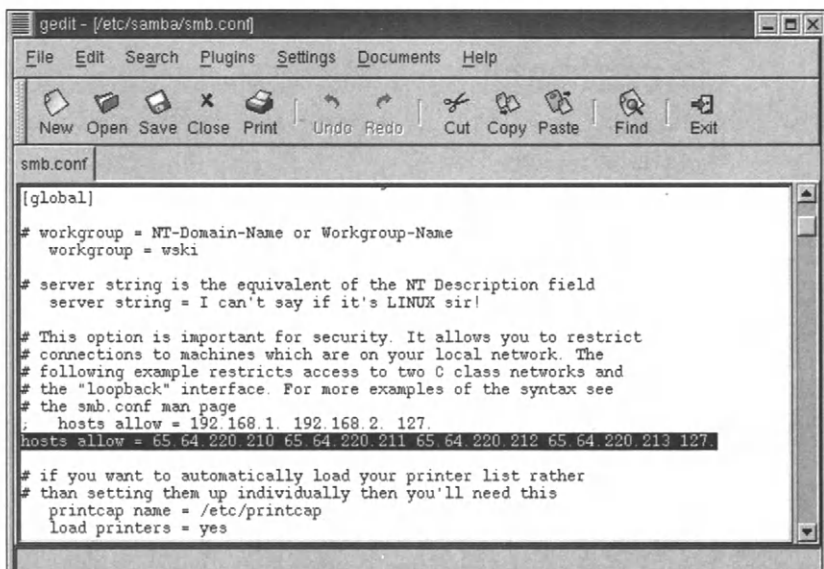 gedit - [/etc/samba/smb.conf]
File Edit Search Plugins Settings Documents Help
New Open Save Close Print Undo Redo Cut Copy Paste Find Exit
smb.conf
[global]
# workgroup = NT-Domain-Name or Workgroup-Name
workgroup = wski
# server string is the equivalent of the NT Description field
server string = I can't say if it's LINUX sir!
# This option is important for security. It allows you to restrict
# connections to machines which are on your local network. The
# following example restricts access to two C class networks and
# the "loopback" interface. For more examples of the syntax see
# the smb.conf man page
; hosts allow = 192.168.1. 192.168.2. 127.
hosts allow = 65.64.220.210 65.64.220.211 65.64.220.212 65.64.220.213 127.
# if you want to automatically load your printer list rather
# than setting them up individually then you'll need this
printcap name = /etc/printcap
load printers = yes